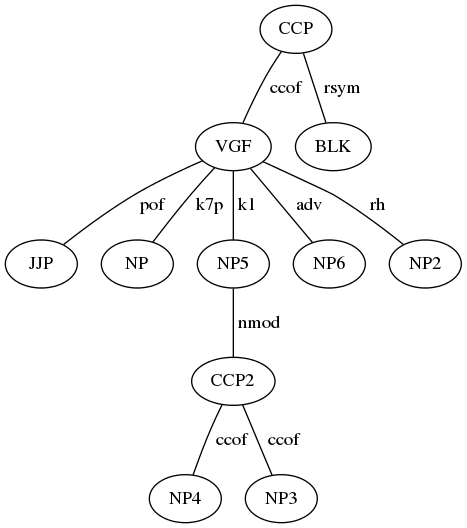 CCP
ccof rsym
VGF BLK
pof k7p k1 adv rh
JJP NP NP5 NP6 NP2
nmod
CCP2
ccof ccof
NP4 NP3